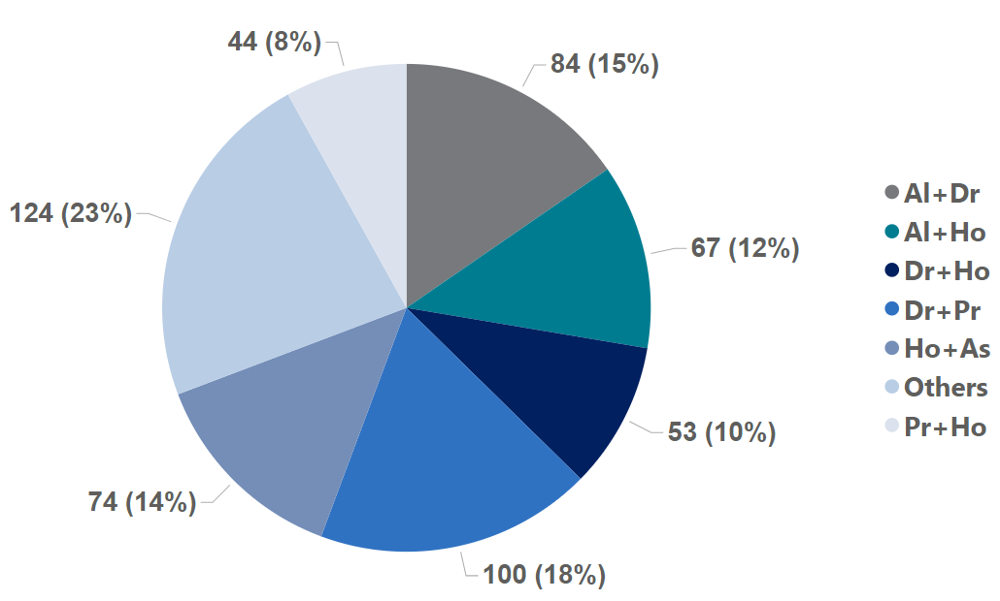 44 (8%)
84 (15%)
124 (23%)
67 (12%)
53 (10%)
74 (14%)
100 (18%)
Al+Dr
Al+Ho
Dr+Ho
Dr+Pr
Ho+As
Others
Pr+Ho